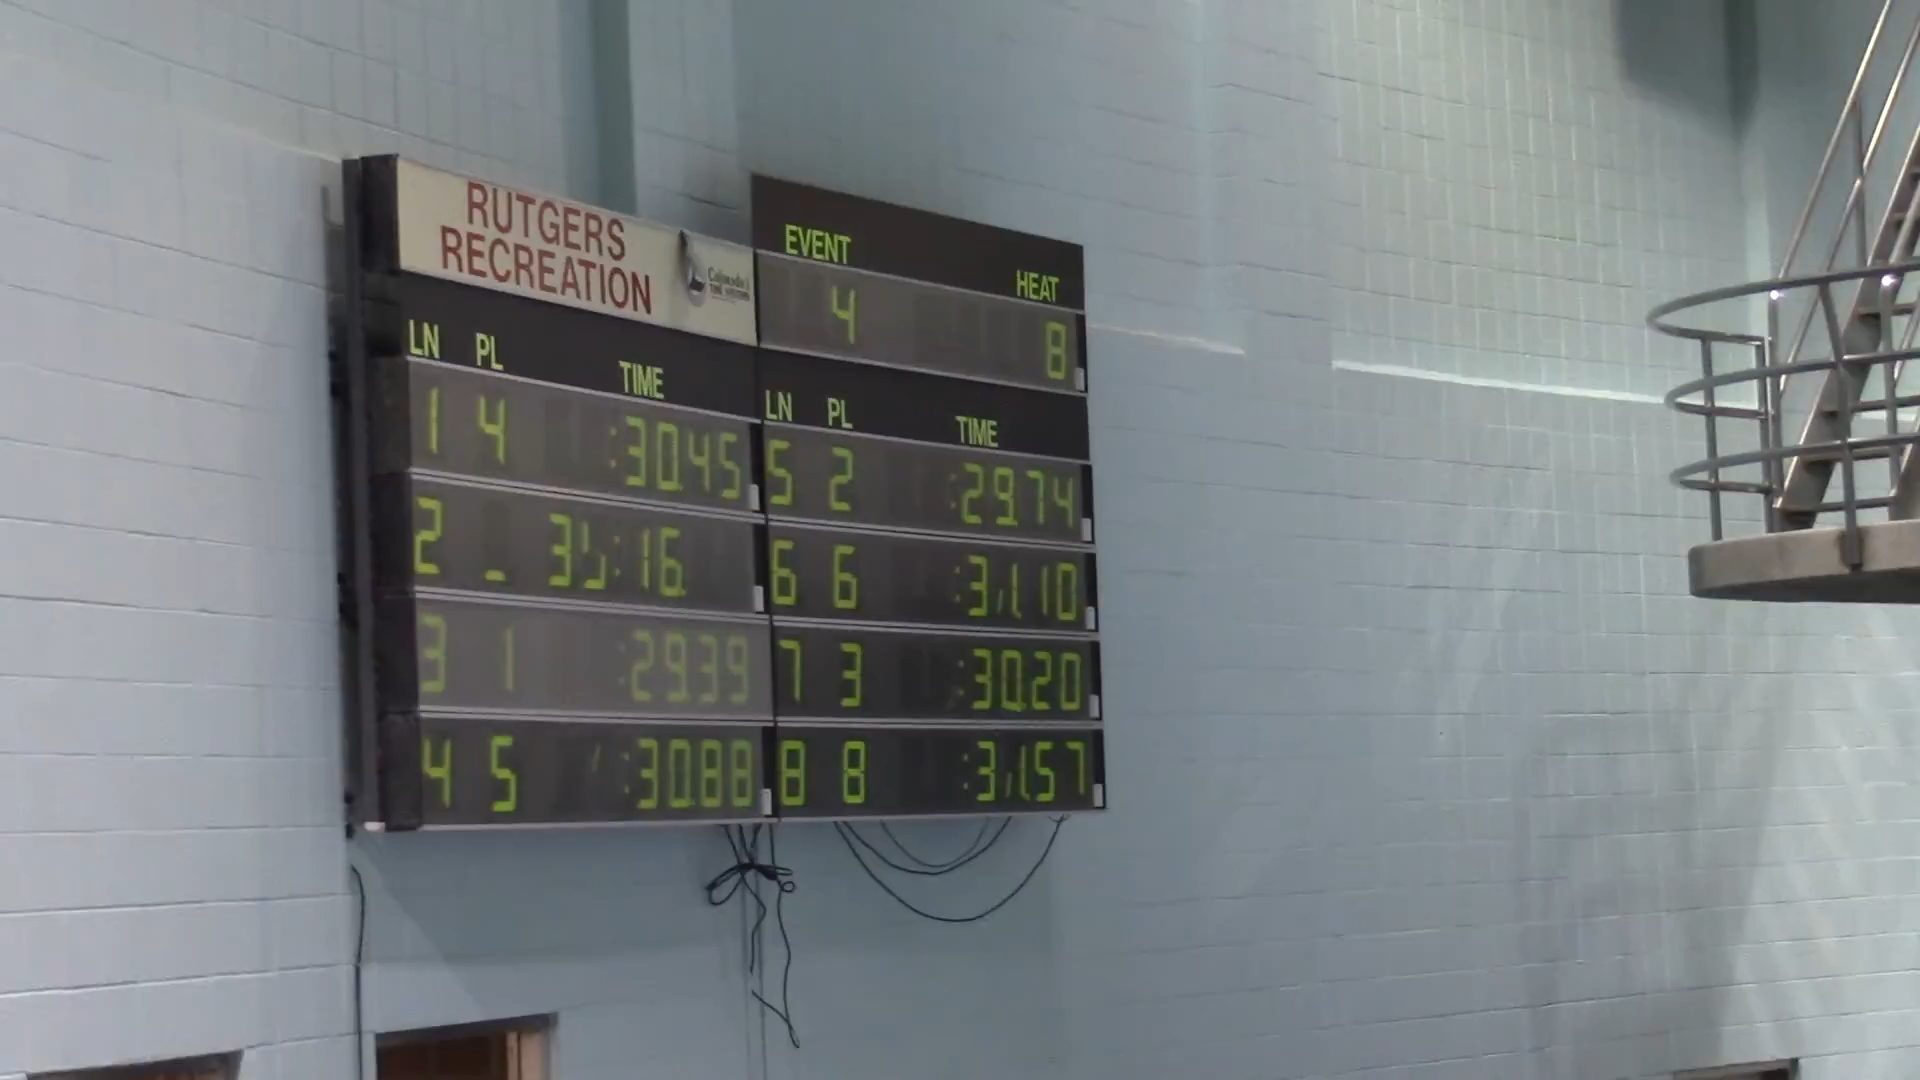 RUTGERS
RECREATION
EVENT HEAT
4 8
LN PL TIME
1 4 :30.45
2 :16
3 1 :29.39
4 5 :30.88
LN PL TIME
5 2 :29.74
6 6 :31.10
7 3 :30.20
8 8 :31.57